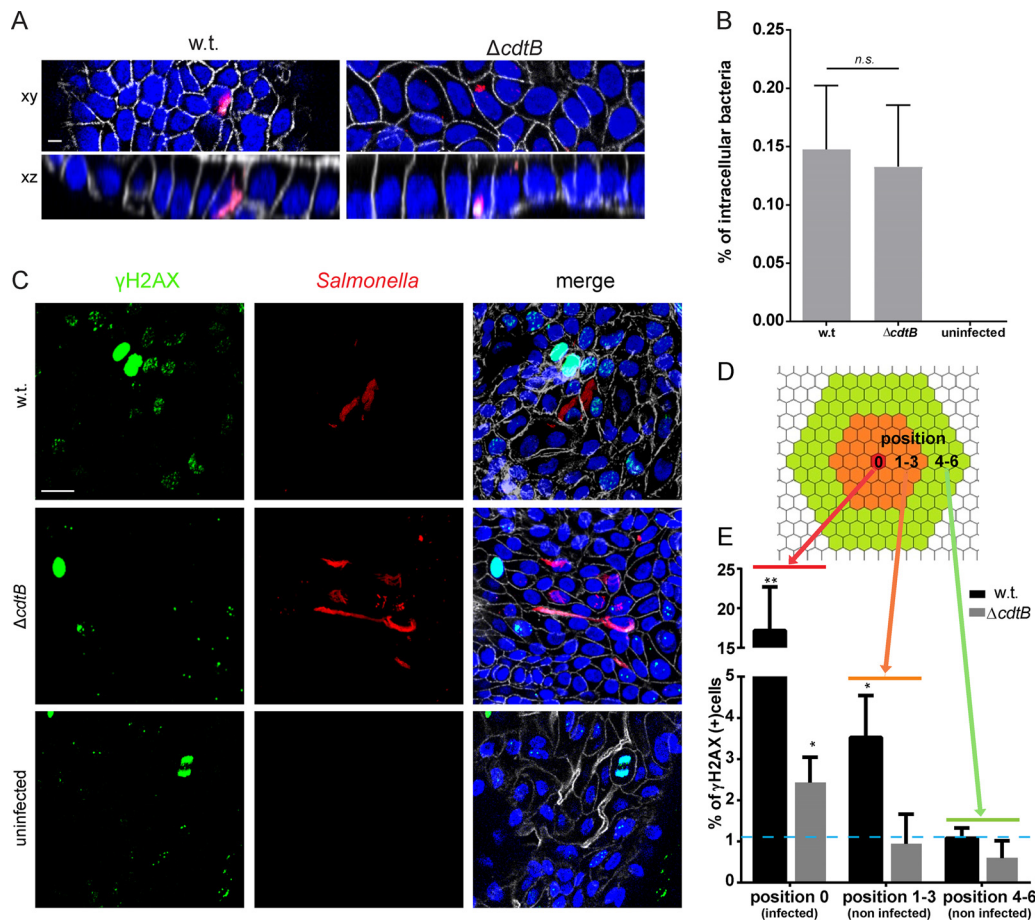 A
w.t.
ΔcdtB
xy
xz
B
% of intracellular bacteria
0.25
0.20
0.15
0.10
0.05
0.00
n.s.
w.t
ΔcdtB
uninfected
C
γH2AX
Salmonella
merge
w.t.
ΔcdtB
uninfected
D
position
0 1-3 4-6
E
% of γH2AX (+)cells
25
20
15
5
4
3
2
1
0
**
*
*
w.t.
ΔcdtB
position 0
(infected)
position 1-3
(non infected)
position 4-6
(non infected)